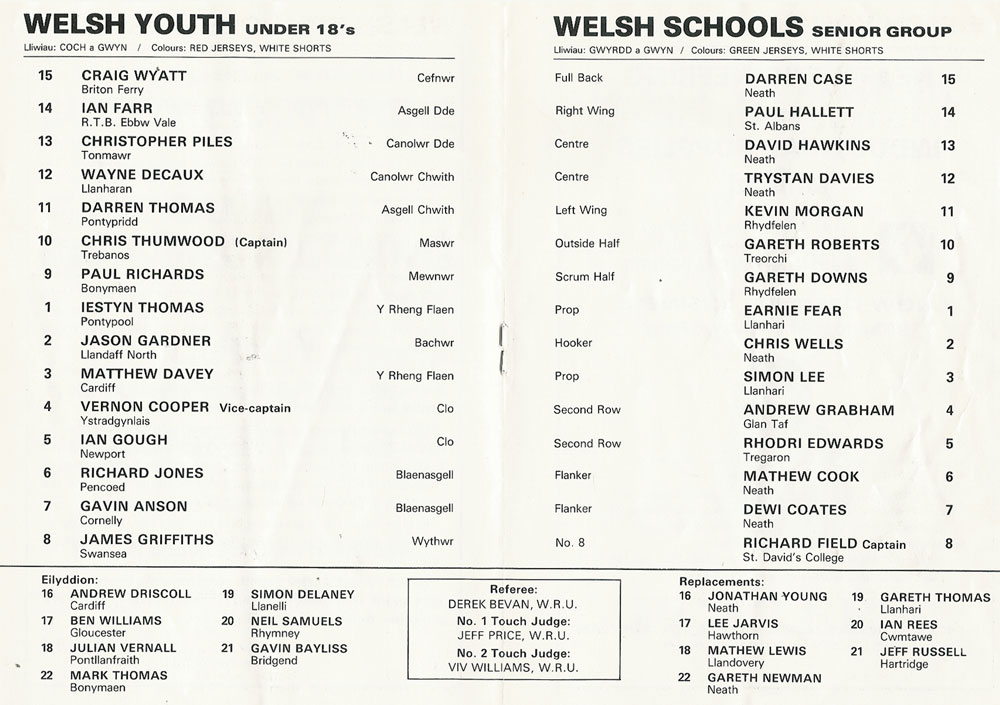 WELSH YOUTH UNDER 18's
Lliwiau: COCH a GWYN / Colours: RED JERSEYS, WHITE SHORTS
15 CRAIG WYATT Cefnwr
Briton Ferry
14 IAN FARR Asgell Dde
R.T.B. Ebbw Vale
13 CHRISTOPHER PILES Canolwr Dde
Tonmawr
12 WAYNE DECAUX Canolwr Chwith
Llanharan
11 DARREN THOMAS Asgell Chwith
Pontypridd
10 CHRIS THUMWOOD (Captain) Maswr
Trebanos
9 PAUL RICHARDS Mewnwr
Bonymaen
1 IESTYN THOMAS Y Rheng Flaen
Pontypool
2 JASON GARDNER Bachwr
Llandaff North
3 MATTHEW DAVEY Y Rheng Flaen
Cardiff
4 VERNON COOPER Vice-captain Clo
Ystradgynlais
5 IAN GOUGH Clo
Newport
6 RICHARD JONES Blaenasgell
Pencoed
7 GAVIN ANSON Blaenasgell
Cornelly
8 JAMES GRIFFITHS Wythwr
Swansea
WELSH SCHOOLS SENIOR GROUP
Lliwiau: GWYRDD a GWYN / Colours: GREEN JERSEYS, WHITE SHORTS
Full Back DARREN CASE 15
Neath
Right Wing PAUL HALLETT 14
St. Albans
Centre DAVID HAWKINS 13
Neath
Centre TRYSTAN DAVIES 12
Neath
Left Wing KEVIN MORGAN 11
Rhydfelen
Outside Half GARETH ROBERTS 10
Treorchi
Scrum Half GARETH DOWNS 9
Rhydfelen
Prop EARNIE FEAR 1
Llanhari
Hooker CHRIS WELLS 2
Neath
Prop SIMON LEE 3
Llanhari
Second Row ANDREW GRABHAM 4
Glan Taf
Second Row RHODRI EDWARDS 5
Tregaron
Flanker MATHEW COOK 6
Neath
Flanker DEWI COATES 7
Neath
No. 8 RICHARD FIELD Captain 8
St. David's College
Eilyddion:
16 ANDREW DRISCOLL 19 SIMON DELANEY
Cardiff Llanelli
17 BEN WILLIAMS 20 NEIL SAMUELS
Gloucester Rhymney
18 JULIAN VERNALL 21 GAVIN BAYLISS
Pontllanfraith Bridgend
22 MARK THOMAS
Bonymaen
Referee:
DEREK BEVAN, W.R.U.
No. 1 Touch Judge:
JEFF PRICE, W.R.U.
No. 2 Touch Judge:
VIV WILLIAMS, W.R.U.
Replacements:
16 JONATHAN YOUNG 19 GARETH THOMAS
Neath Llanhari
17 LEE JARVIS 20 IAN REES
Hawthorn Cwmtawe
18 MATHEW LEWIS 21 JEFF RUSSELL
Llandovery Hartridge
22 GARETH NEWMAN
Neath